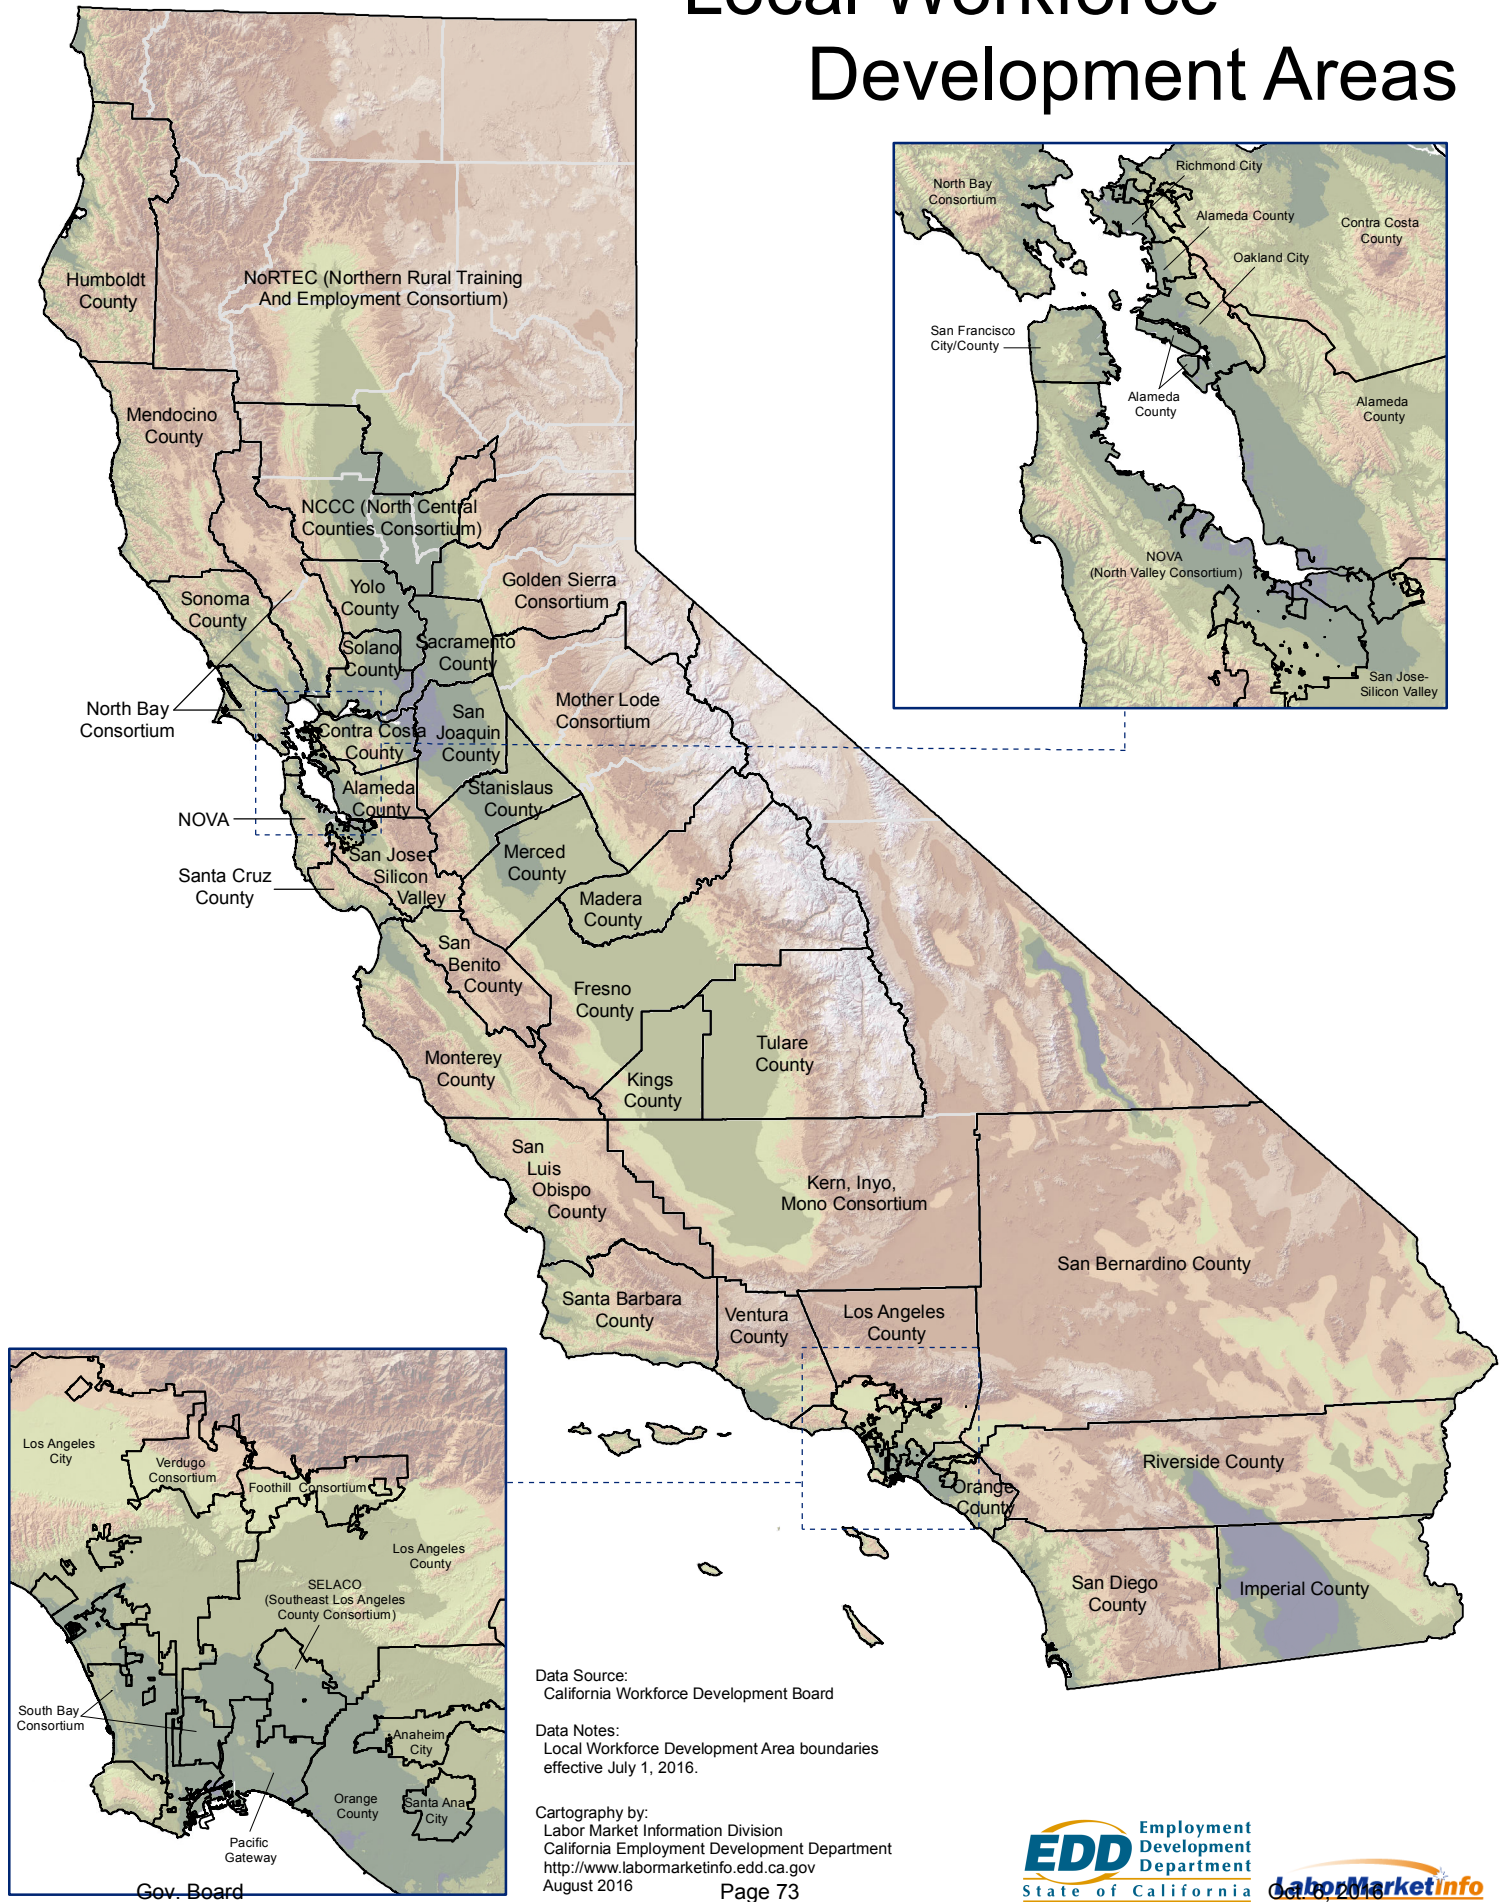 Local Workforce
Development Areas
Humboldt
County
NoRTEC (Northern Rural Training
And Employment Consortium)
Mendocino
County
NCCC (North Central
Counties Consortium)
Golden Sierra
Consortium
Yolo
County
Sonoma
County
Solano
County
Sacramento
County
North Bay
Consortium
Mother Lode
Consortium
San
Joaquin
County
Contra Costa
County
Alameda
County
Stanislaus
County
NOVA
San Jose-
Silicon
Valley
Merced
County
Santa Cruz
County
Madera
County
San
Benito
County
Fresno
County
Monterey
County
Kings
County
Tulare
County
San
Luis
Obispo
County
Kern, Inyo,
Mono Consortium
San Bernardino County
Santa Barbara
County
Ventura
County
Los Angeles
County
Orange
County
Riverside County
San Diego
County
Imperial County
North Bay
Consortium
Richmond City
Alameda County
Contra Costa
County
Oakland City
San Francisco
City/County
Alameda
County
Alameda
County
NOVA
(North Valley Consortium)
San Jose-
Silicon Valley
Los Angeles
City
Verdugo
Consortium
Foothill Consortium
Los Angeles
County
SELACO
(Southeast Los Angeles
County Consortium)
South Bay
Consortium
Anaheim
City
Orange
County
Santa Ana
City
Pacific
Gateway
Data Source:
California Workforce Development Board
Data Notes:
Local Workforce Development Area boundaries
effective July 1, 2016.
Cartography by:
Labor Market Information Division
California Employment Development Department
http://www.labormarketinfo.edd.ca.gov
August 2016
EDD
Employment
Development
Department
State of California
LaborMarketinfo
Gov. Board
Page 73
Oct. 6, 2016